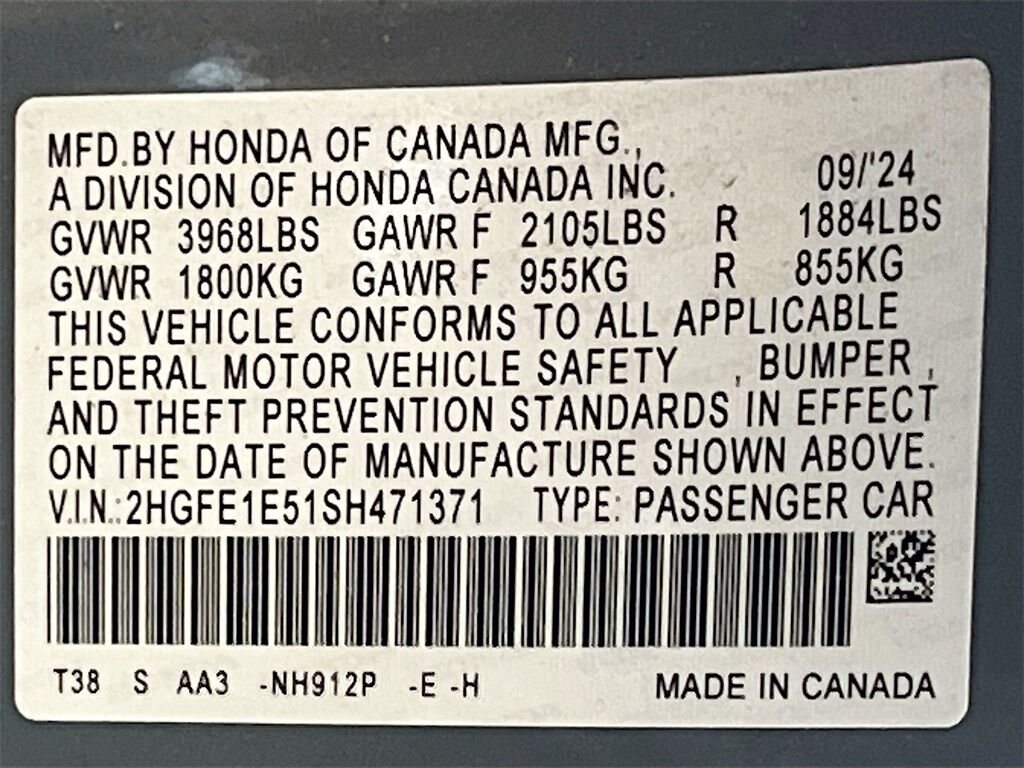 MFD.BY HONDA OF CANADA MFG.,
A DIVISION OF HONDA CANADA INC. 09/'24
GVWR 3968LBS GAWR F 2105LBS R 1884LBS
GVWR 1800KG GAWR F 955KG R 855KG
THIS VEHICLE CONFORMS TO ALL APPLICABLE
FEDERAL MOTOR VEHICLE SAFETY , BUMPER ,
AND THEFT PREVENTION STANDARDS IN EFFECT
ON THE DATE OF MANUFACTURE SHOWN ABOVE.
V.I.N.:2HGFE1E51SH471371 TYPE: PASSENGER CAR
T38 S AA3 -NH912P -E -H MADE IN CANADA